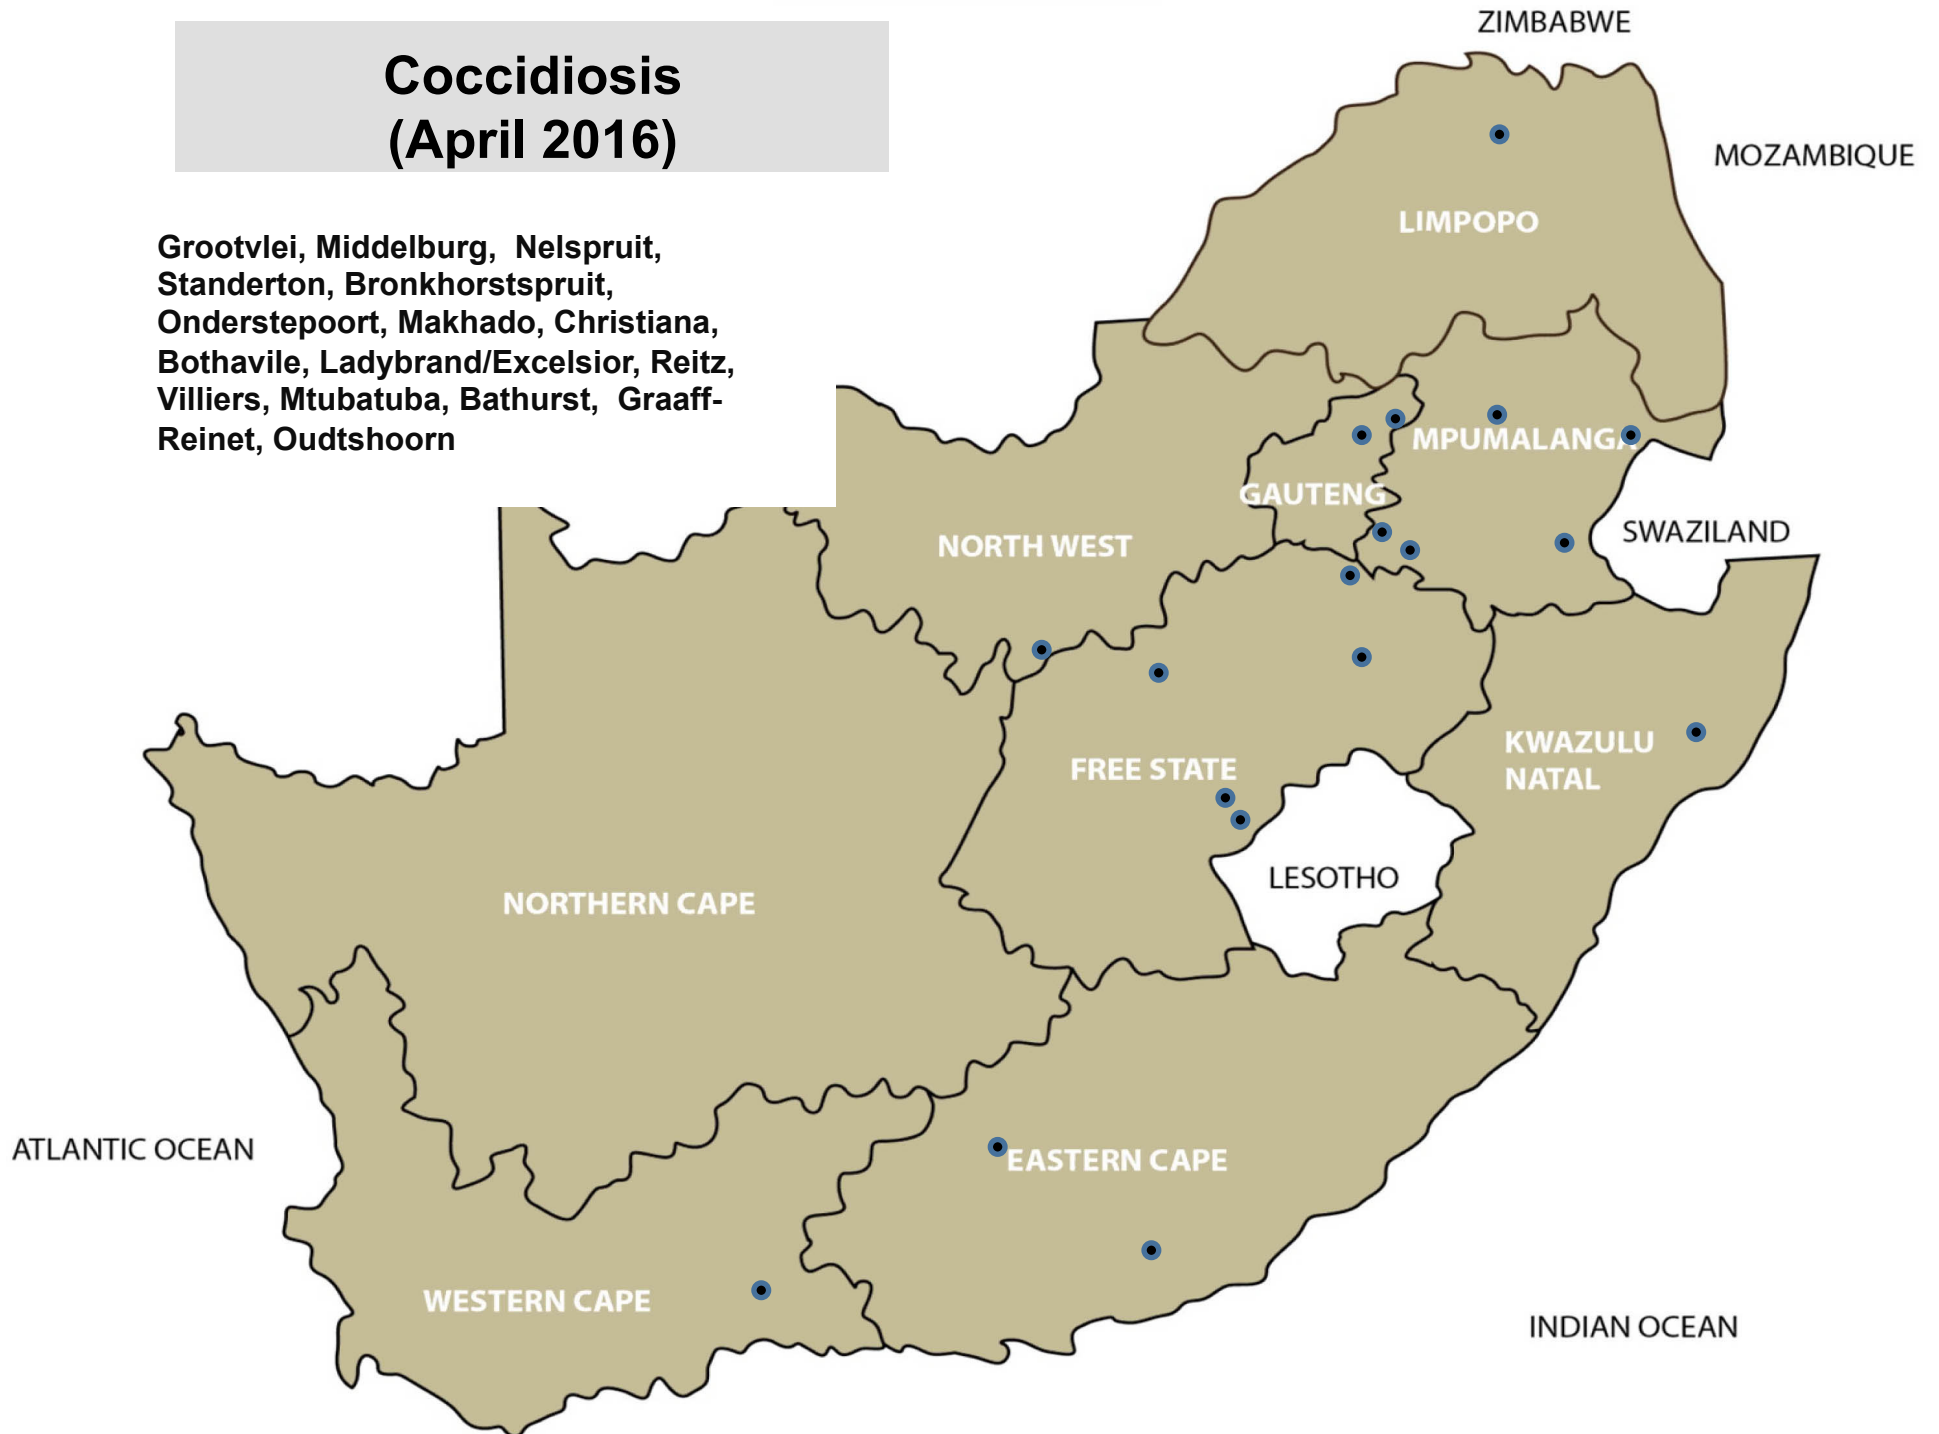 Coccidiosis
(April 2016)
Grootvlei, Middelburg, Nelspruit,
Standerton, Bronkhorstspruit,
Onderstepoort, Makhado, Christiana,
Bothavile, Ladybrand/Excelsior, Reitz,
Villiers, Mtubatuba, Bathurst, Graaff-
Reinet, Oudtshoorn
ZIMBABWE
MOZAMBIQUE
LIMPOPO
MPUMALANGA
GAUTENG
SWAZILAND
NORTH WEST
KWAZULU
NATAL
FREE STATE
LESOTHO
NORTHERN CAPE
ATLANTIC OCEAN
EASTERN CAPE
WESTERN CAPE
INDIAN OCEAN